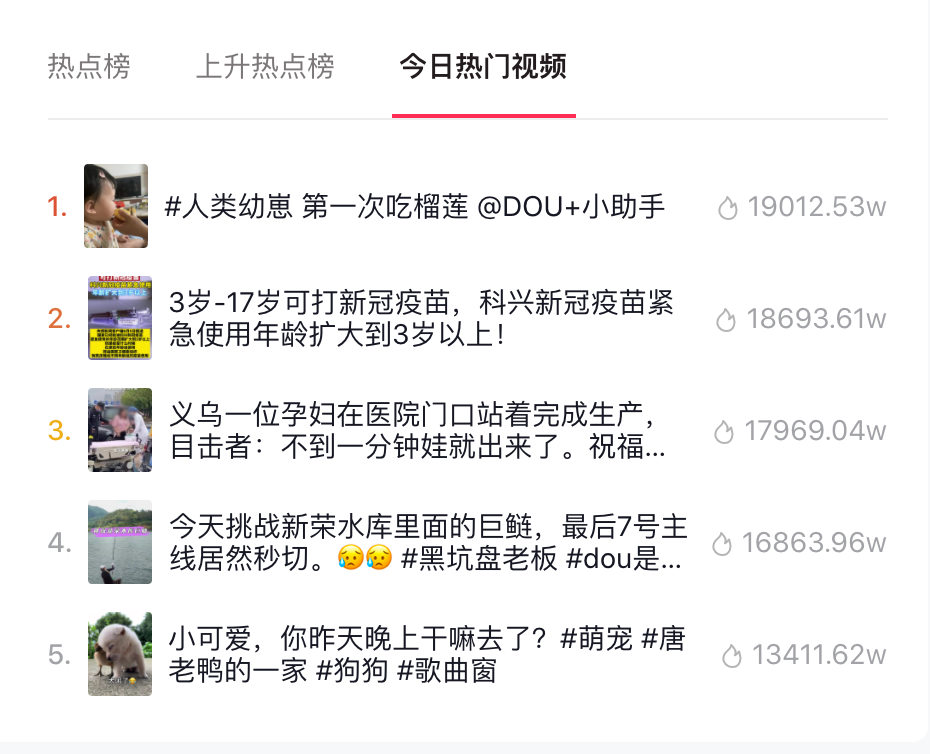 热点榜 上升热点榜 今日热门视频
1. #人类幼崽 第一次吃榴莲 @DOU+小助手 19012.53w
2. 3岁-17岁可打新冠疫苗，科兴新冠疫苗紧
急使用年龄扩大到3岁以上！ 18693.61w
3. 义乌一位孕妇在医院门口站着完成生产，
目击者：不到一分钟娃就出来了。祝福... 17969.04w
4. 今天挑战新荣水库里面的巨鲢，最后7号主
线居然秒切。😥😥 #黑坑盘老板 #dou是... 16863.96w
5. 小可爱，你昨天晚上干嘛去了？#萌宠 #唐
老鸭的一家 #狗狗 #歌曲窗 13411.62w